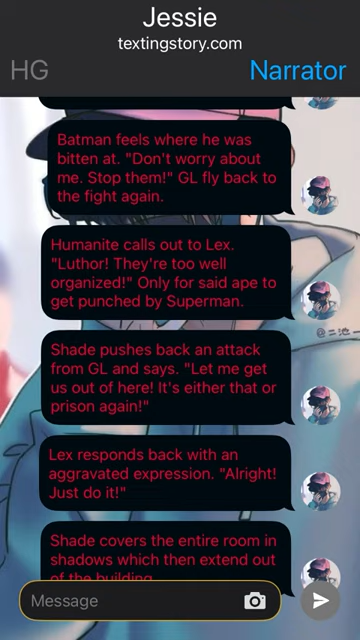 Jessie
textingstory.com
HG
Narrator
Batman feels where he was
bitten at. "Don't worry about
me. Stop them!" GL fly back to
the fight again.
Humanite calls out to Lex.
"Luthor! They're too well
organized!" Only for said ape to
get punched by Superman.
Shade pushes back an attack
from GL and says. "Let me get
us out of here! It's either that or
prison again!"
Lex responds back with an
aggravated expression. "Alright!
Just do it!"
Shade covers the entire room in
shadows which then extend out
of the building
Message